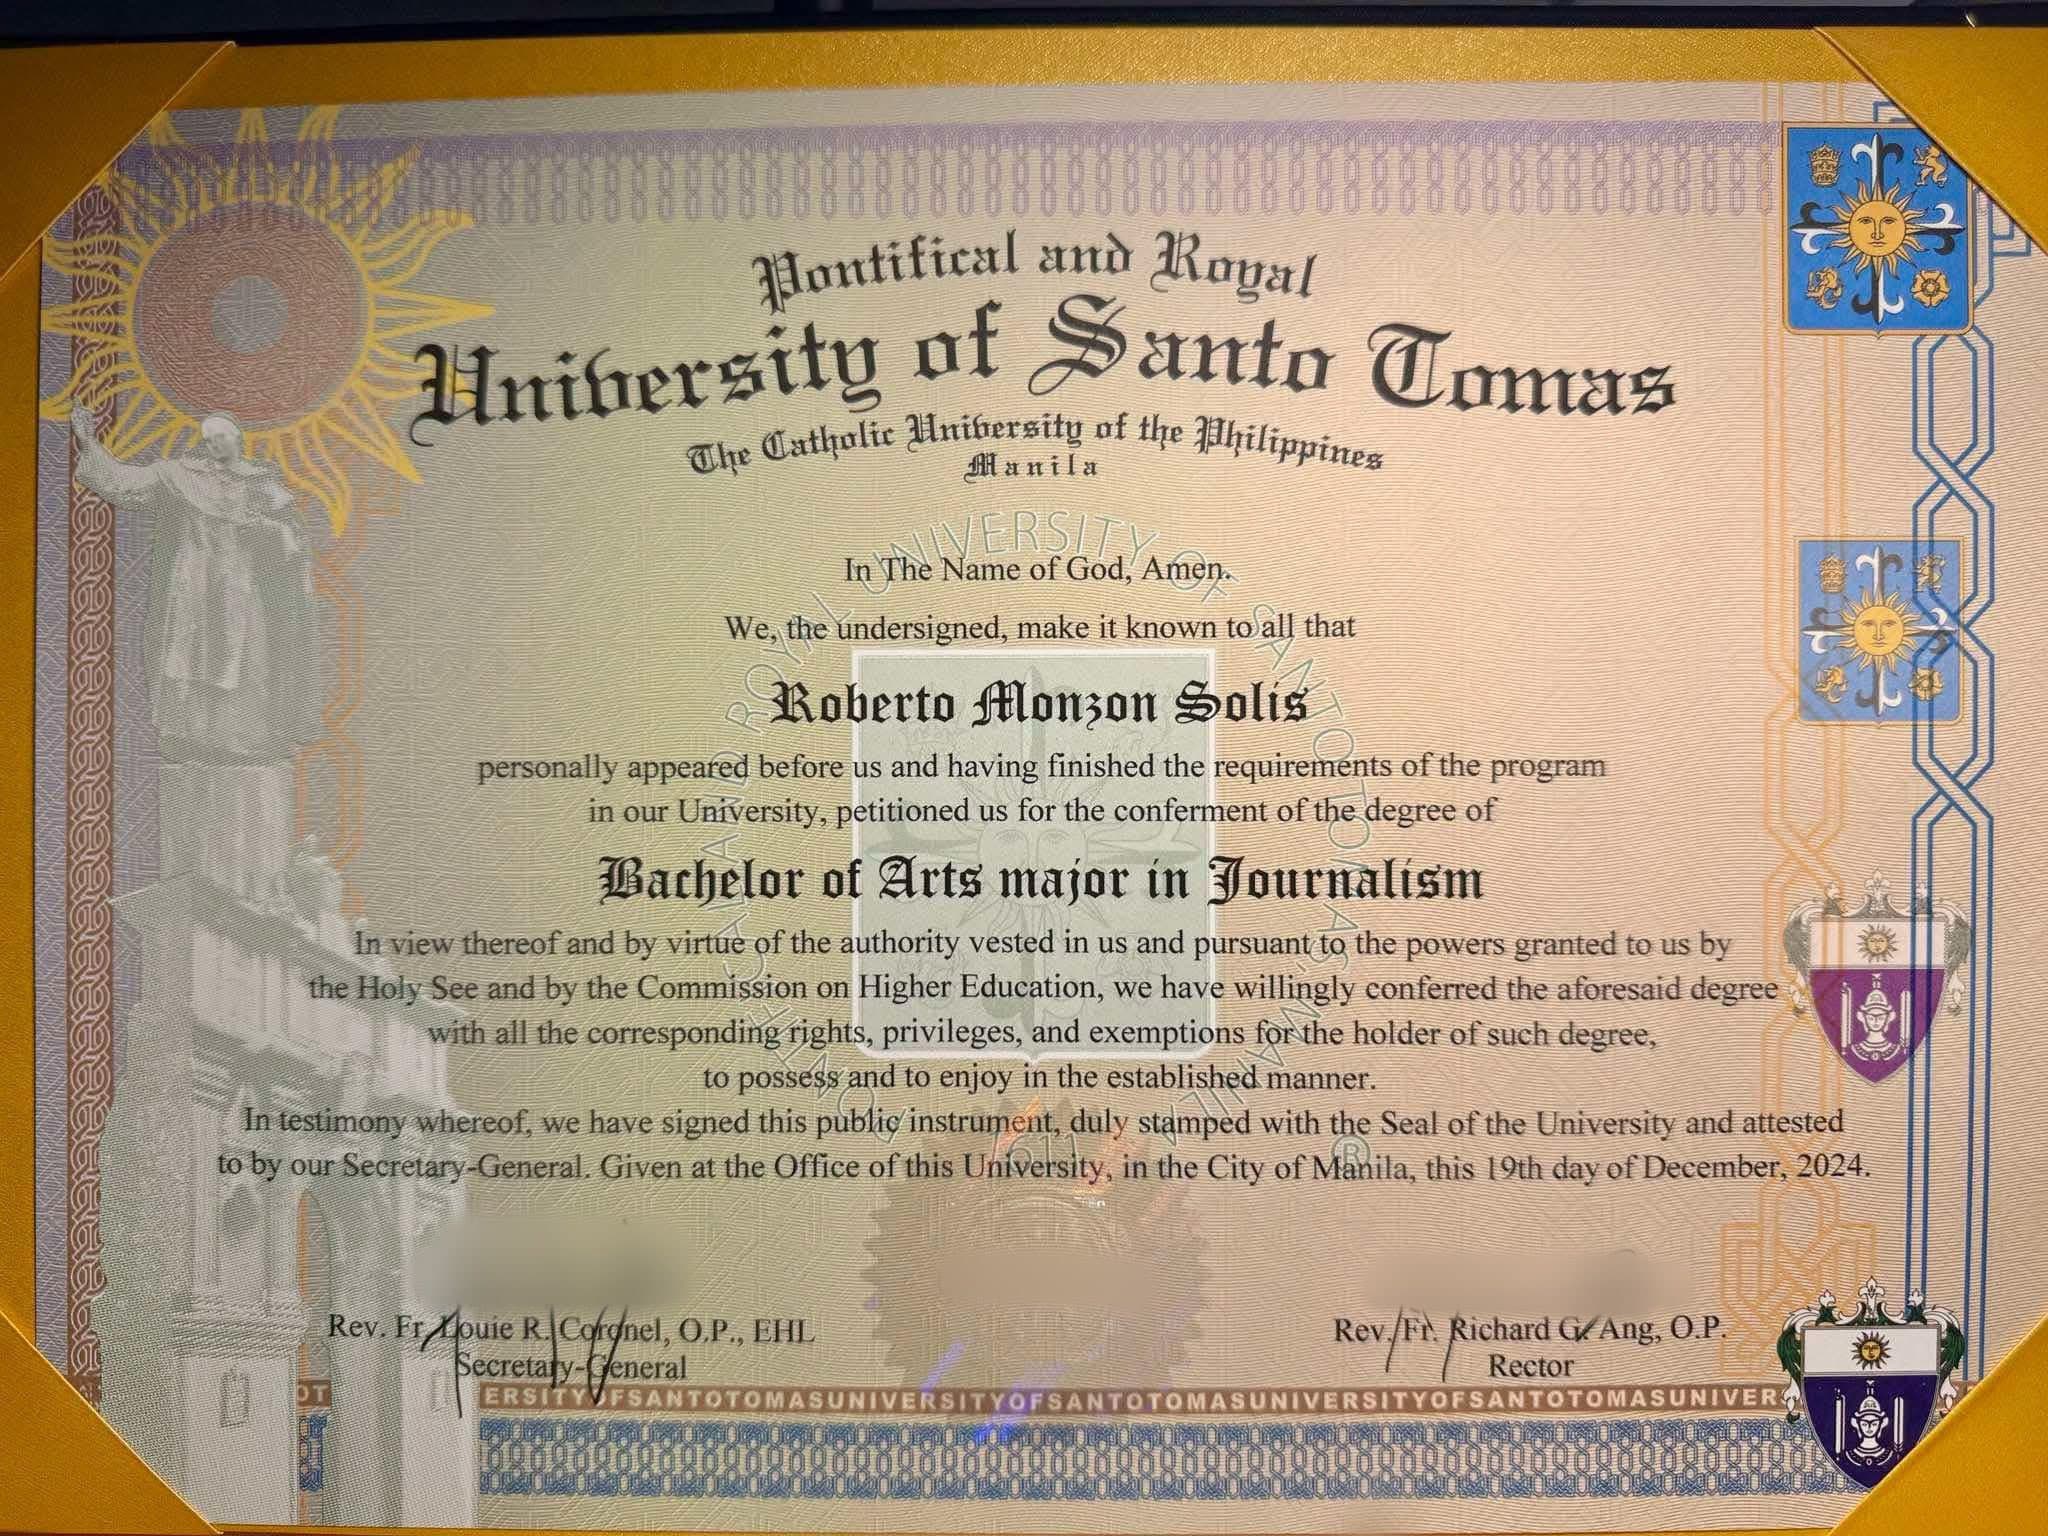 Pontifical and Royal
University of Santo Tomas
The Catholic University of the Philippines
Manila
In The Name of God, Amen.
We, the undersigned, make it known to all that
Roberto Monzon Solis
personally appeared before us and having finished the requirements of the program
in our University, petitioned us for the conferment of the degree of
Bachelor of Arts major in Journalism
In view thereof and by virtue of the authority vested in us and pursuant to the powers granted to us by
the Holy See and by the Commission on Higher Education, we have willingly conferred the aforesaid degree
with all the corresponding rights, privileges, and exemptions for the holder of such degree,
to possess and to enjoy in the established manner.
In testimony whereof, we have signed this public instrument, duly stamped with the Seal of the University and attested
to by our Secretary-General. Given at the Office of this University, in the City of Manila, this 19th day of December, 2024.
Rev. Fr. Louie R. Coronel, O.P., EHL
Secretary-General
Rev. Fr. Richard G. Ang, O.P.
Rector
OT ERSITYOFSANTOTOMASUNIVERSITYOFSANTOTOMASUNIVERSITYOFSANTOTOMASUNIVER
ROYAL UNIVERSITY OF SANTO TOMAS